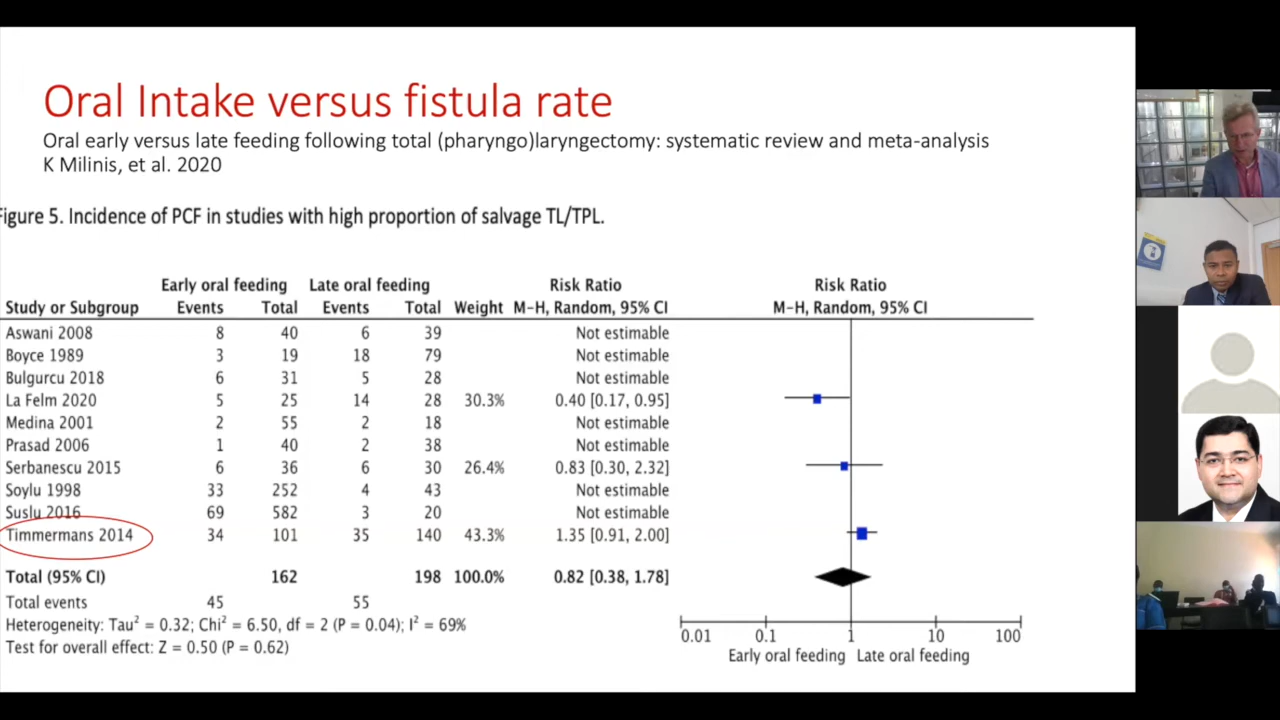 Oral Intake versus fistula rate
Oral early versus late feeding following total (pharyngo)laryngectomy: systematic review and meta-analysis
K Milinis, et al. 2020
Figure 5. Incidence of PCF in studies with high proportion of salvage TL/TPL.
Early oral feeding Late oral feeding Risk Ratio Risk Ratio
Study or Subgroup Events Total Events Total Weight M-H, Random, 95% CI M-H, Random, 95% CI
Aswani 2008 8 40 6 39 Not estimable
Boyce 1989 3 19 18 79 Not estimable
Bulgurcu 2018 6 31 5 28 Not estimable
La Felm 2020 5 25 14 28 30.3% 0.40 [0.17, 0.95]
Medina 2001 2 55 2 18 Not estimable
Prasad 2006 1 40 2 38 Not estimable
Serbanescu 2015 6 36 6 30 26.4% 0.83 [0.30, 2.32]
Soylu 1998 33 252 4 43 Not estimable
Suslu 2016 69 582 3 20 Not estimable
Timmermans 2014 34 101 35 140 43.3% 1.35 [0.91, 2.00]
Total (95% CI) 162 198 100.0% 0.82 [0.38, 1.78]
Total events 45 55
Heterogeneity: Tau² = 0.32; Chi² = 6.50, df = 2 (P = 0.04); I² = 69%
Test for overall effect: Z = 0.50 (P = 0.62)
0.01 0.1 1 10 100
Early oral feeding Late oral feeding